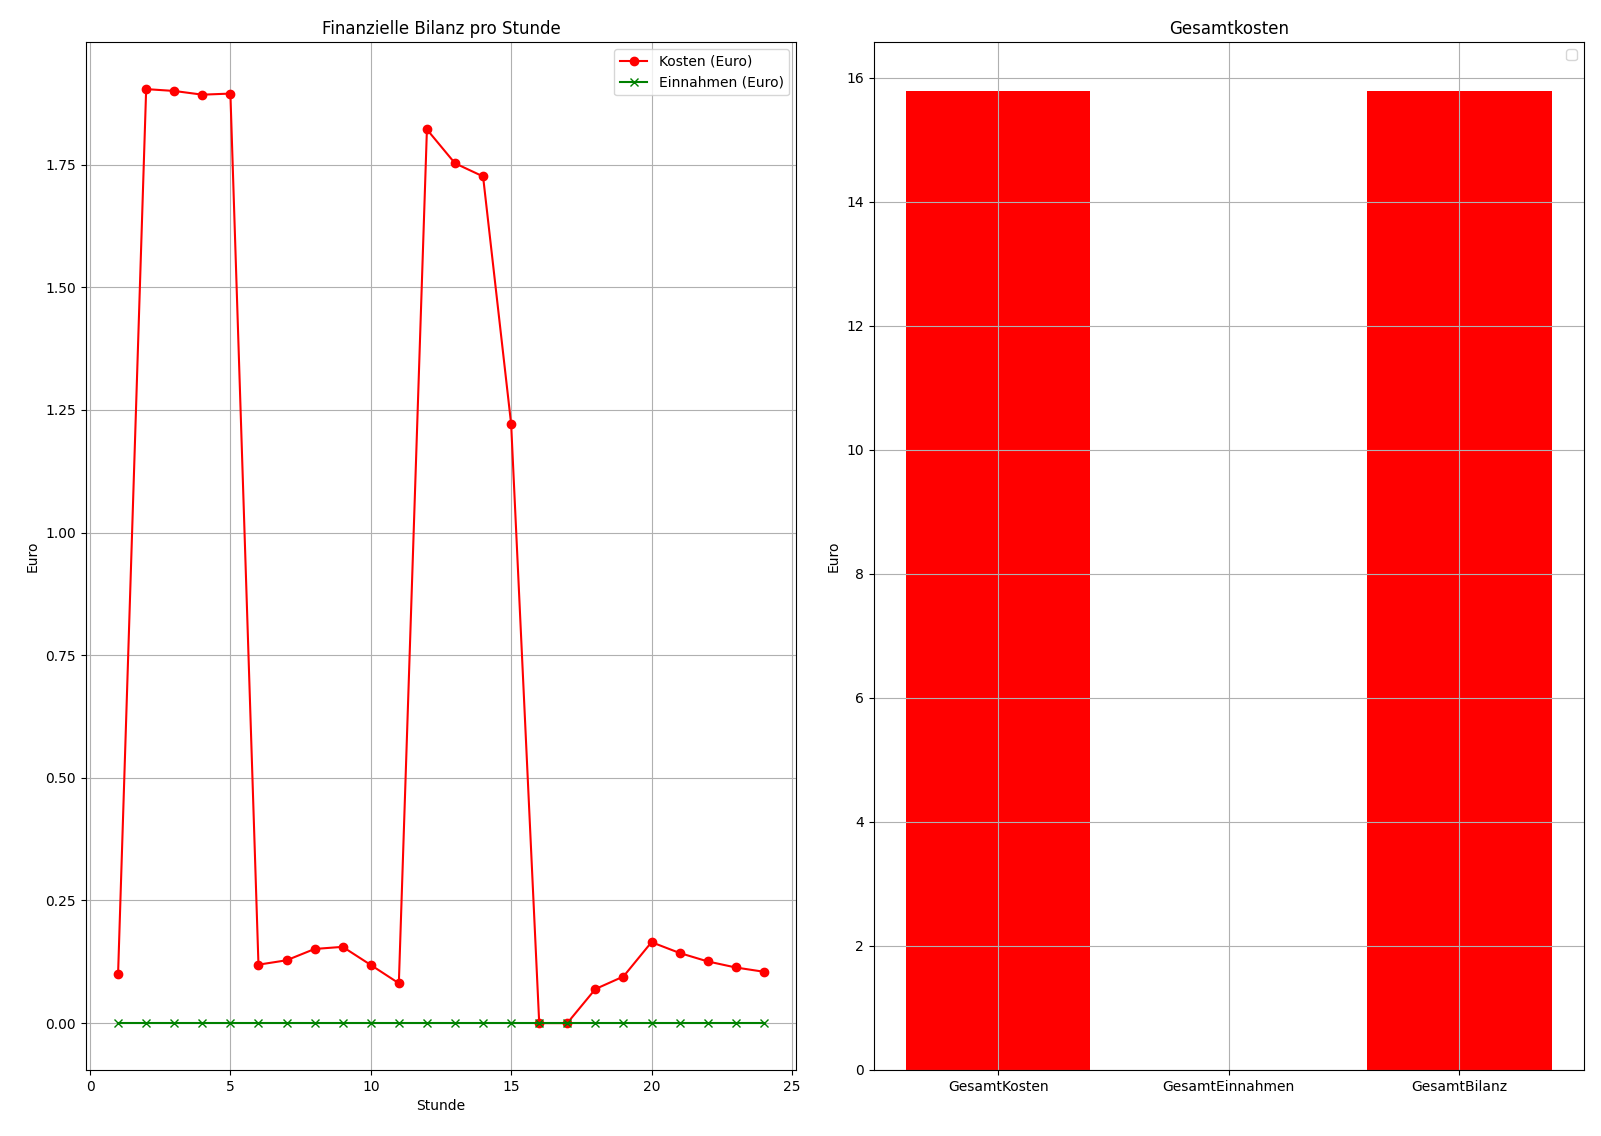 Finanzielle Bilanz pro Stunde
Kosten (Euro)
Einnahmen (Euro)
Euro
1.75
1.50
1.25
1.00
0.75
0.50
0.25
0.00
0 5 10 15 20 25
Stunde
Gesamtkosten
Euro
16
14
12
10
8
6
4
2
0
GesamtKosten GesamtEinnahmen GesamtBilanz